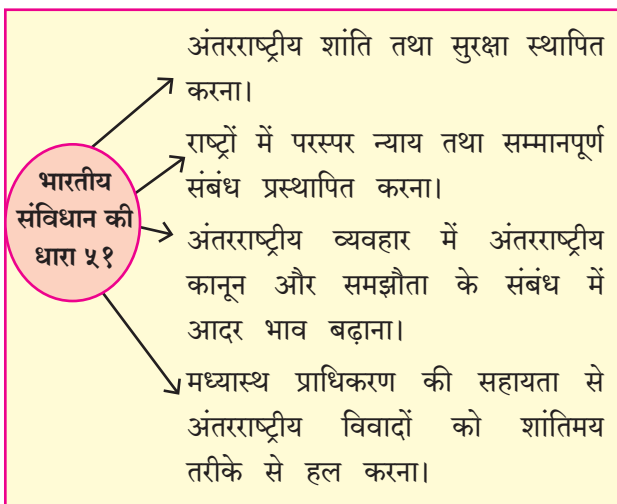 भारतीय
संविधान की
धारा ५१
अंतरराष्ट्रीय शांति तथा सुरक्षा स्थापित
करना।
राष्ट्रों में परस्पर न्याय तथा सम्मानपूर्ण
संबंध प्रस्थापित करना।
अंतरराष्ट्रीय व्यवहार में अंतरराष्ट्रीय
कानून और समझौता के संबंध में
आदर भाव बढ़ाना।
मध्यास्थ प्राधिकरण की सहायता से
अंतरराष्ट्रीय विवादों को शांतिमय
तरीके से हल करना।